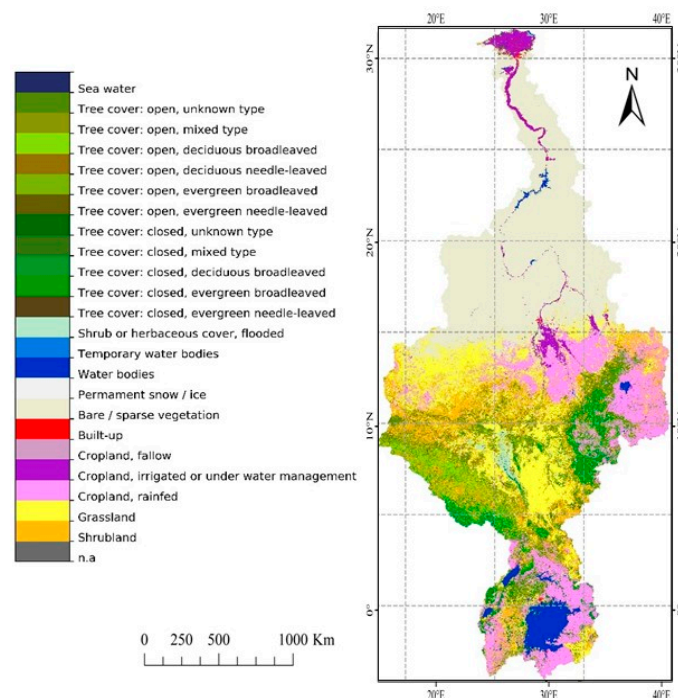 20°E 30°E 40°E
Sea water
Tree cover: open, unknown type
Tree cover: open, mixed type
Tree cover: open, deciduous broadleaved
Tree cover: open, deciduous needle-leaved
Tree cover: open, evergreen broadleaved
Tree cover: open, evergreen needle-leaved
Tree cover: closed, unknown type
Tree cover: closed, mixed type
Tree cover: closed, deciduous broadleaved
Tree cover: closed, evergreen broadleaved
Tree cover: closed, evergreen needle-leaved
Shrub or herbaceous cover, flooded
Temporary water bodies
Water bodies
Permament snow / ice
Bare / sparse vegetation
Built-up
Cropland, fallow
Cropland, irrigated or under water management
Cropland, rainfed
Grassland
Shrubland
n.a
0 250 500 1000 Km
N
30°N
20°N
10°N
0°
20°E 30°E 40°E